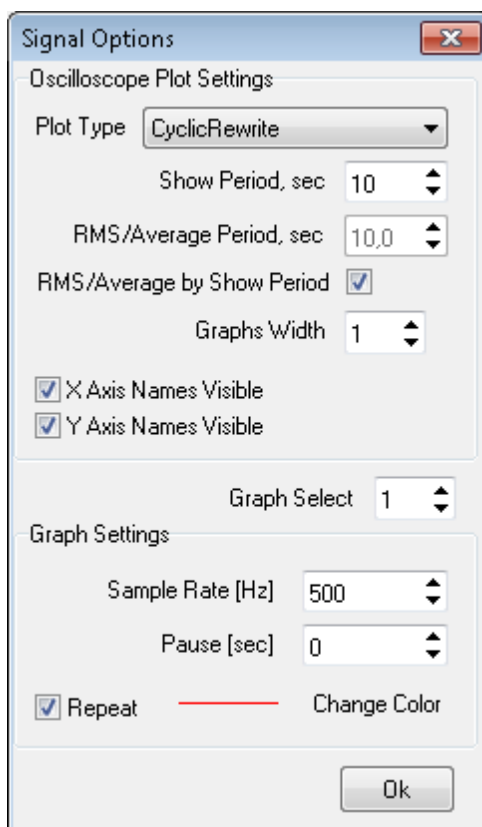 Signal Options
Oscilloscope Plot Settings
Plot Type CyclicRewrite
Show Period, sec 10
RMS/Average Period, sec 10,0
RMS/Average by Show Period
Graphs Width 1
X Axis Names Visible
Y Axis Names Visible
Graph Select 1
Graph Settings
Sample Rate [Hz] 500
Pause [sec] 0
Repeat Change Color
Ok